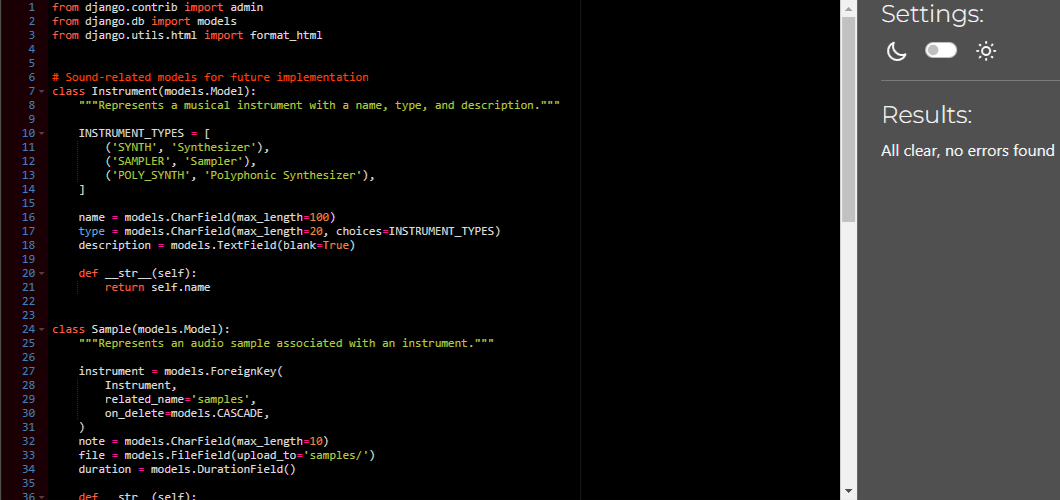 1 from django.contrib import admin
2 from django.db import models
3 from django.utils.html import format_html
4
5
6 # Sound-related models for future implementation
7 class Instrument(models.Model):
8     """Represents a musical instrument with a name, type, and description."""
9
10     INSTRUMENT_TYPES = [
11         ('SYNTH', 'Synthesizer'),
12         ('SAMPLER', 'Sampler'),
13         ('POLY_SYNTH', 'Polyphonic Synthesizer'),
14     ]
15
16     name = models.CharField(max_length=100)
17     type = models.CharField(max_length=20, choices=INSTRUMENT_TYPES)
18     description = models.TextField(blank=True)
19
20     def __str__(self):
21         return self.name
22
23
24 class Sample(models.Model):
25     """Represents an audio sample associated with an instrument."""
26
27     instrument = models.ForeignKey(
28         Instrument,
29         related_name='samples',
30         on_delete=models.CASCADE,
31     )
32     note = models.CharField(max_length=10)
33     file = models.FileField(upload_to='samples/')
34     duration = models.DurationField()
35
36     def __str__(self):
Settings:
Results:
All clear, no errors found